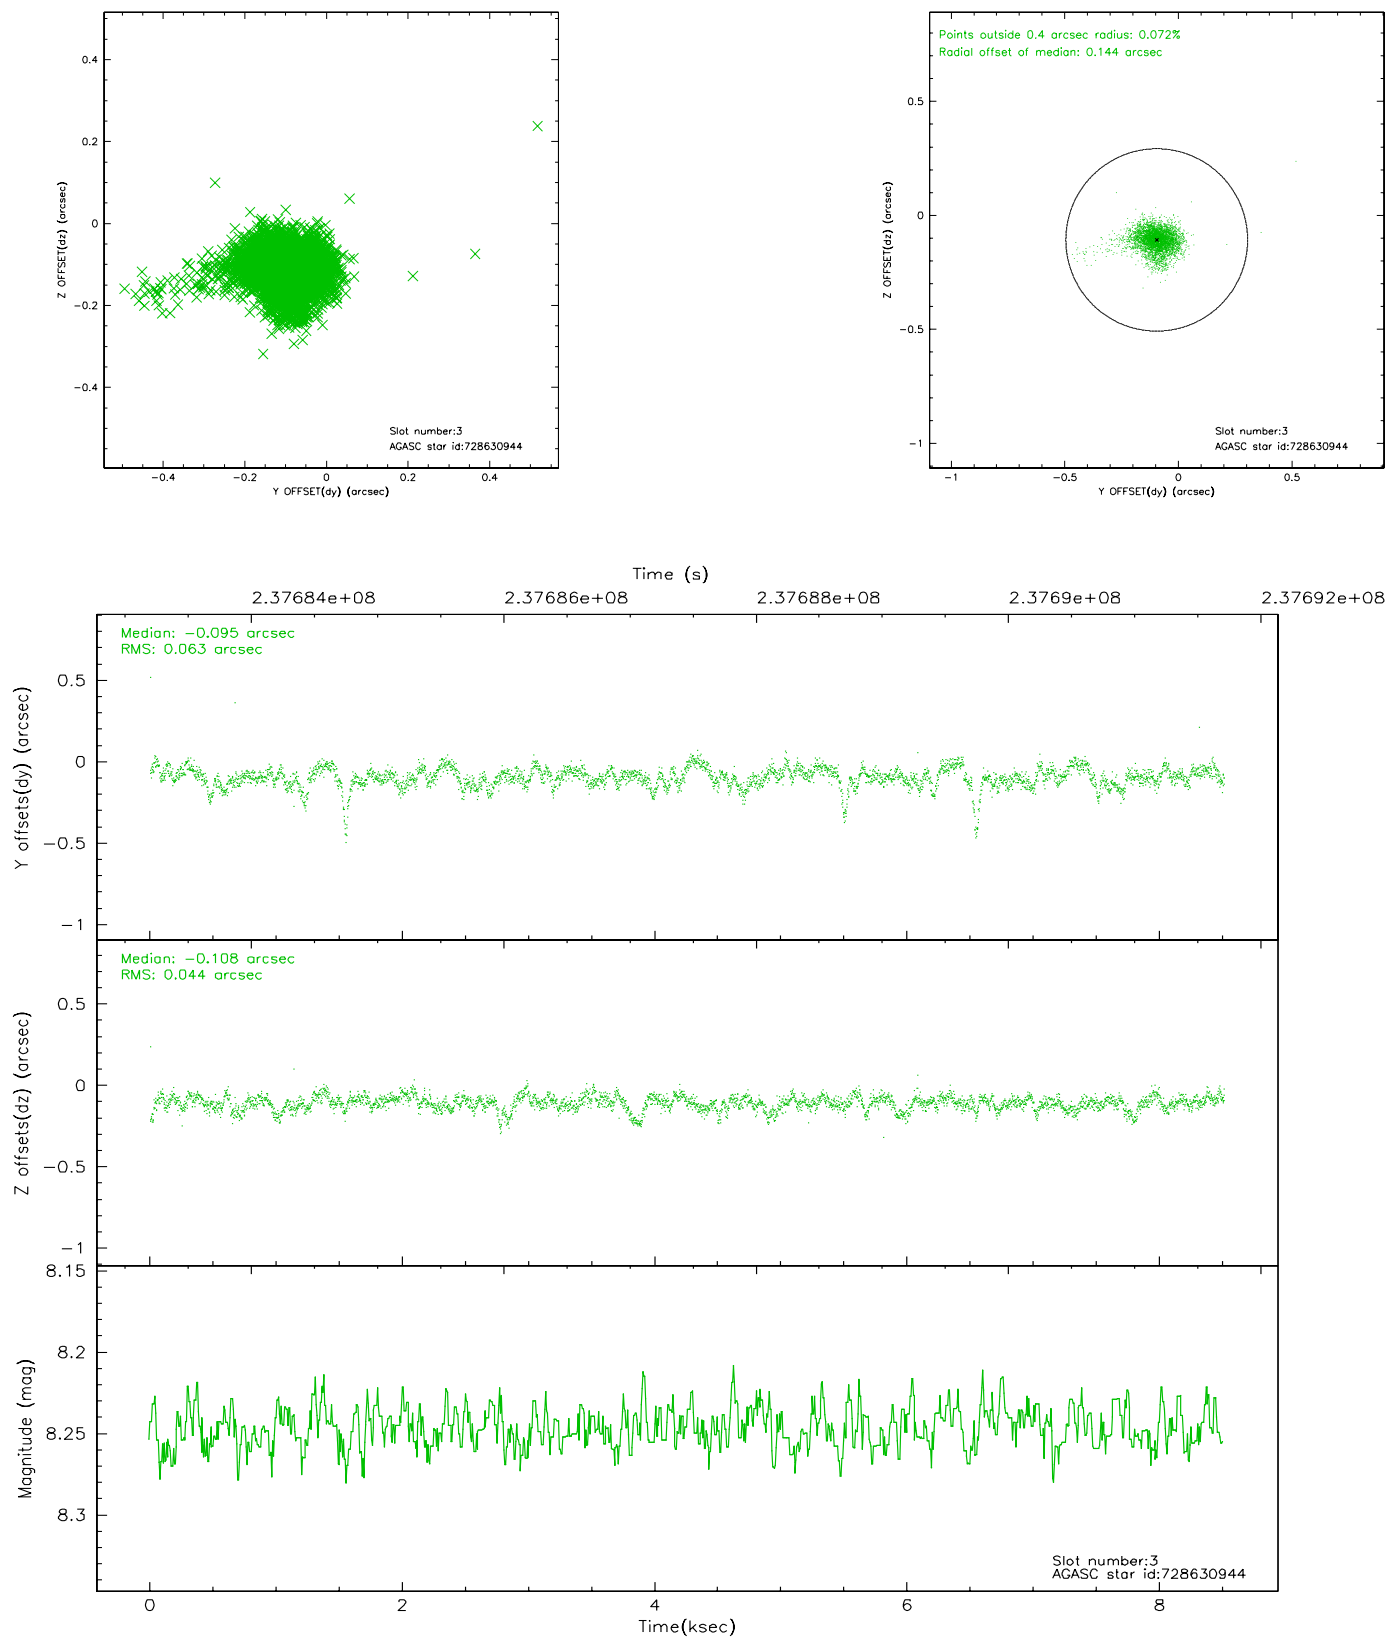 0.4
0.2
0
−0.2
−0.4
Z OFFSET(dz) (arcsec)
Slot number:3
AGASC star id:728630944
−0.4
−0.2
0
0.2
0.4
Y OFFSET(dy) (arcsec)
Points outside 0.4 arcsec radius: 0.072%
Radial offset of median: 0.144 arcsec
0.5
0
−0.5
−1
Z OFFSET(dz) (arcsec)
Slot number:3
AGASC star id:728630944
−1
−0.5
0
0.5
Y OFFSET(dy) (arcsec)
Time (s)
2.37684e+08
2.37686e+08
2.37688e+08
2.3769e+08
2.37692e+08
Median: −0.095 arcsec
RMS: 0.063 arcsec
0.5
0
−0.5
−1
Y offsets(dy) (arcsec)
Median: −0.108 arcsec
RMS: 0.044 arcsec
0.5
0
−0.5
−1
Z offsets(dz) (arcsec)
8.15
8.2
8.25
8.3
Magnitude (mag)
Slot number:3
AGASC star id:728630944
0
2
4
6
8
Time(ksec)